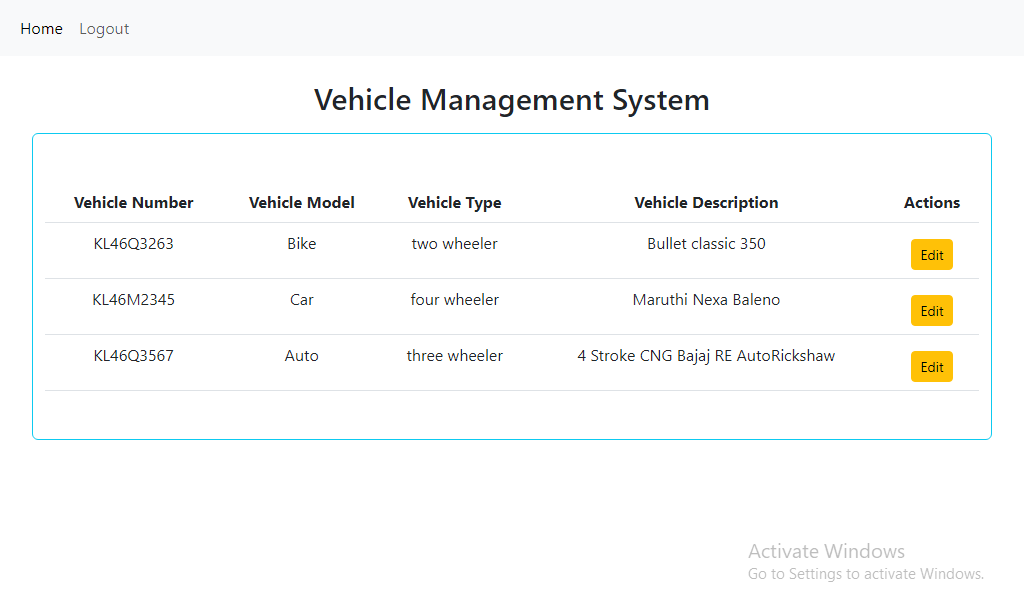 Home Logout
Vehicle Management System
Vehicle Number Vehicle Model Vehicle Type Vehicle Description Actions
KL46Q3263 Bike two wheeler Bullet classic 350 Edit
KL46M2345 Car four wheeler Maruthi Nexa Baleno Edit
KL46Q3567 Auto three wheeler 4 Stroke CNG Bajaj RE AutoRickshaw Edit
Activate Windows
Go to Settings to activate Windows.